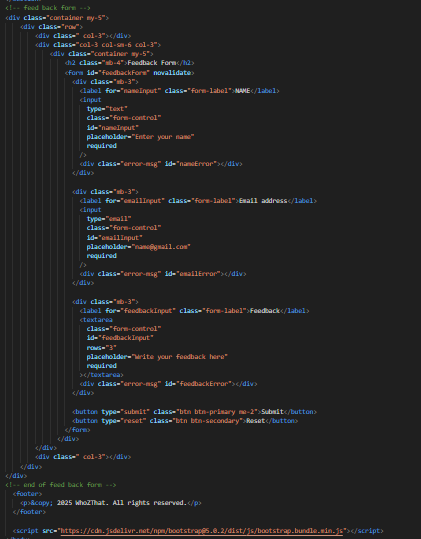 <!-- feed back form -->
<div class="container my-5">
<div class="row">
<div class=" col-3"></div>
<div class="col-3 col-sm-6 col-3">
<div class="container my-5">
<h2 class="mb-4">Feedback Form</h2>
<form id="feedbackForm" novalidate>
<div class="mb-3">
<label for="nameInput" class="form-label">NAME</label>
<input
type="text"
class="form-control"
id="nameInput"
placeholder="Enter your name"
required
/>
<div class="error-msg" id="nameError"></div>
</div>
<div class="mb-3">
<label for="emailInput" class="form-label">Email address</label>
<input
type="email"
class="form-control"
id="emailInput"
placeholder="name@gmail.com"
required
/>
<div class="error-msg" id="emailError"></div>
</div>
<div class="mb-3">
<label for="feedbackInput" class="form-label">Feedback</label>
<textarea
class="form-control"
id="feedbackInput"
rows="3"
placeholder="Write your feedback here"
required
></textarea>
<div class="error-msg" id="feedbackError"></div>
</div>
<button type="submit" class="btn btn-primary me-2">Submit</button>
<button type="reset" class="btn btn-secondary">Reset</button>
</form>
</div>
</div>
<div class=" col-3"></div>
</div>
</div>
<!-- end of feed back form -->
<footer>
<p>&copy; 2025 WhoZThat. All rights reserved.</p>
</footer>
<script src="https://cdn.jsdelivr.net/npm/bootstrap@5.0.2/dist/js/bootstrap.bundle.min.js"></script>